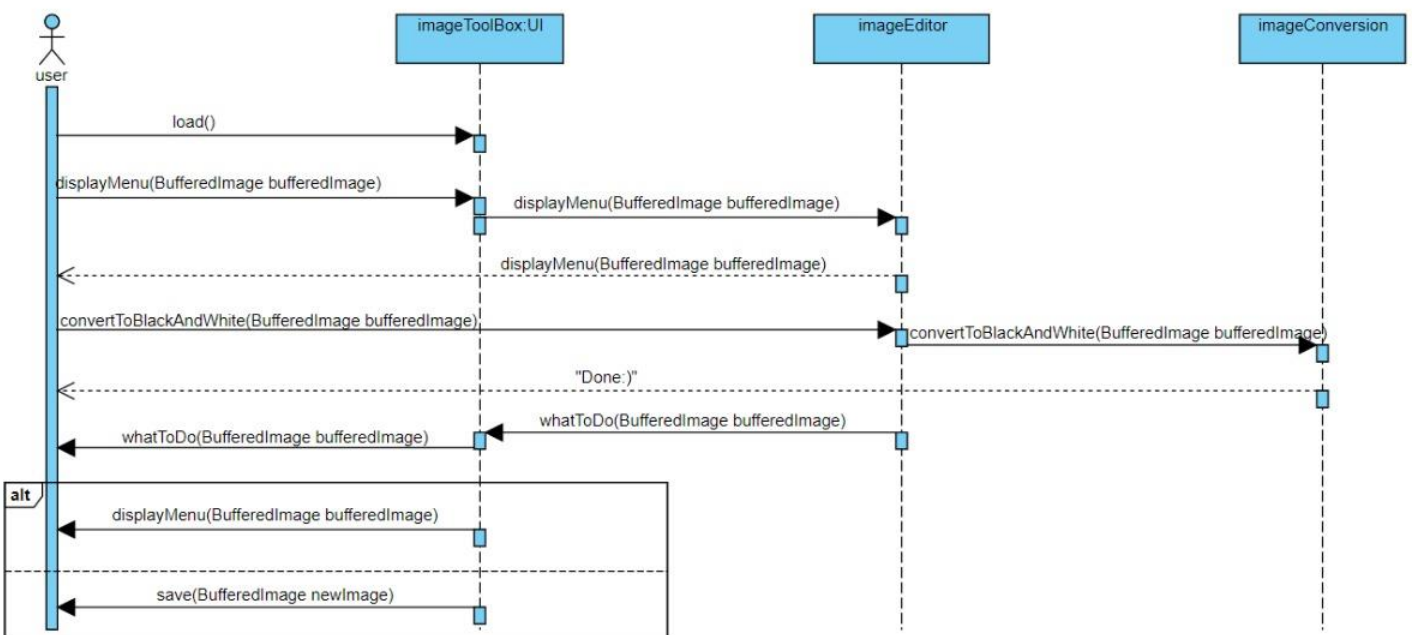 imageToolBox:UI
imageEditor
imageConversion
user
load()
displayMenu(BufferedImage bufferedImage)
displayMenu(BufferedImage bufferedImage)
displayMenu(BufferedImage bufferedImage)
convertToBlackAndWhite(BufferedImage bufferedImage)
convertToBlackAndWhite(BufferedImage bufferedImage)
"Done:)"
whatToDo(BufferedImage bufferedImage)
whatToDo(BufferedImage bufferedImage)
alt
displayMenu(BufferedImage bufferedImage)
save(BufferedImage newImage)